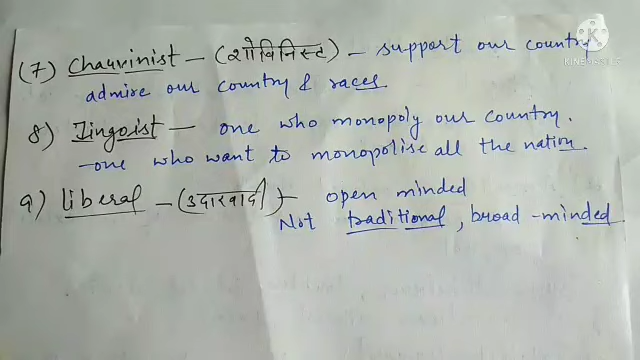 (7) Chauvinist - (शोविनिस्ट) - support our country
admire our country & races
8) Jingoist - one who monopoly our country.
- one who want to monopolise all the nation.
9) liberal - (उदारवादी) - open minded
Not traditional, broad-minded.
KINEMASTER